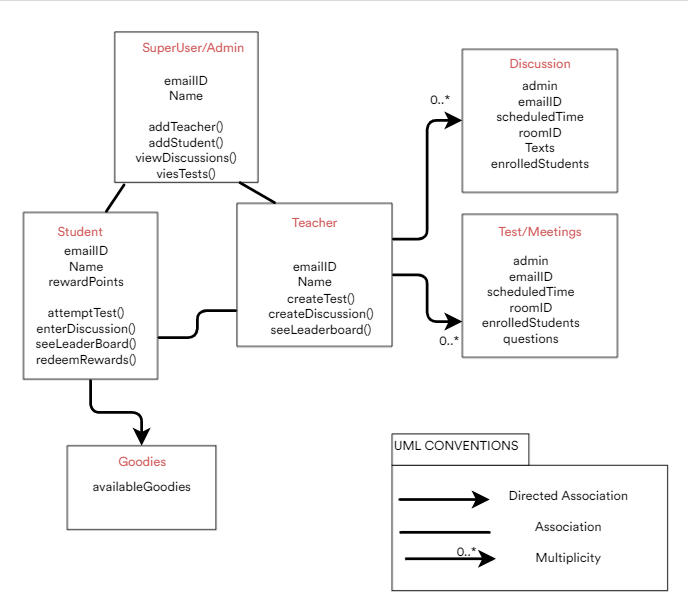 SuperUser/Admin
emailID
Name
addTeacher()
addStudent()
viewDiscussions()
viesTests()
Discussion
admin
emailID
scheduledTime
roomID
Texts
enrolledStudents
0..*
Student
emailID
Name
rewardPoints
attemptTest()
enterDiscussion()
seeLeaderBoard()
redeemRewards()
Teacher
emailID
Name
createTest()
createDiscussion()
seeLeaderboard()
Test/Meetings
admin
emailID
scheduledTime
roomID
enrolledStudents
questions
0..*
Goodies
availableGoodies
UML CONVENTIONS
Directed Association
Association
0..*
Multiplicity